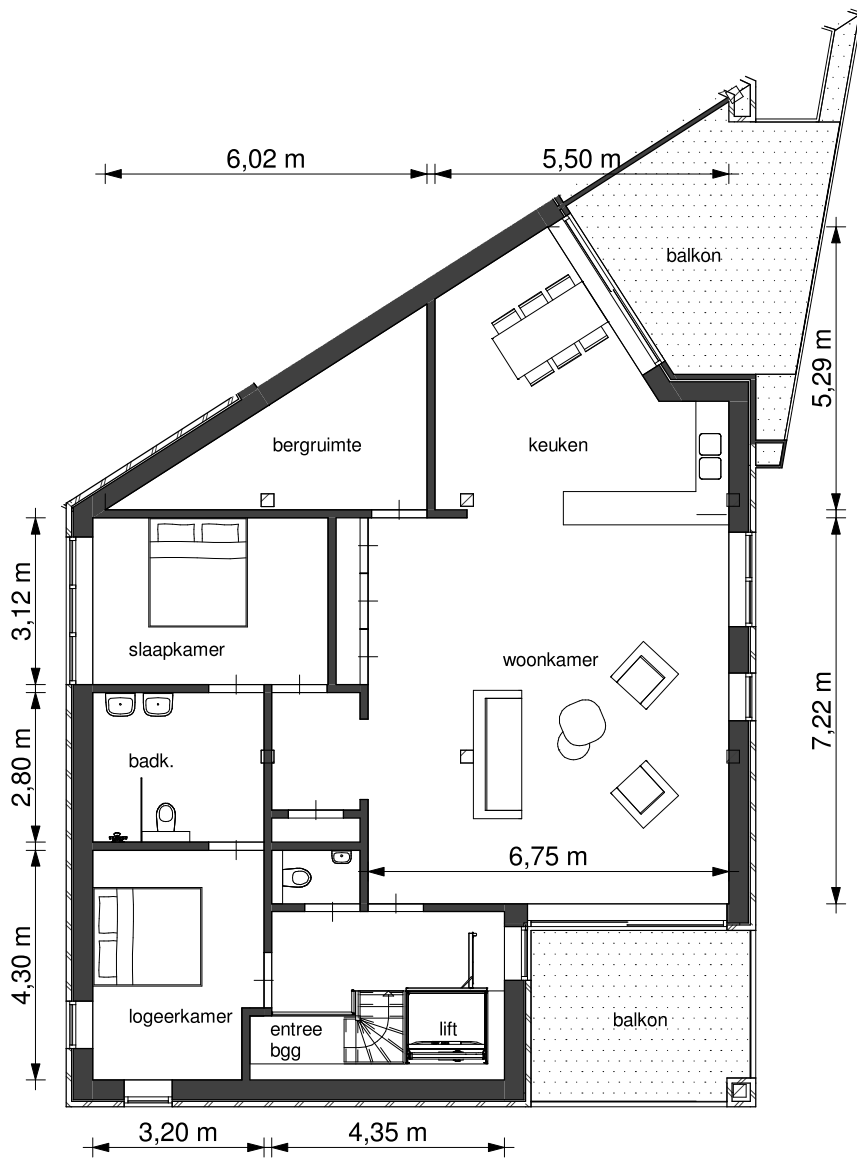 6,02 m
5,50 m
balkon
5,29 m
bergruimte
keuken
3,12 m
slaapkamer
woonkamer
7,22 m
2,80 m
badk.
6,75 m
4,30 m
logeerkamer
entree
bgg
lift
balkon
3,20 m
4,35 m